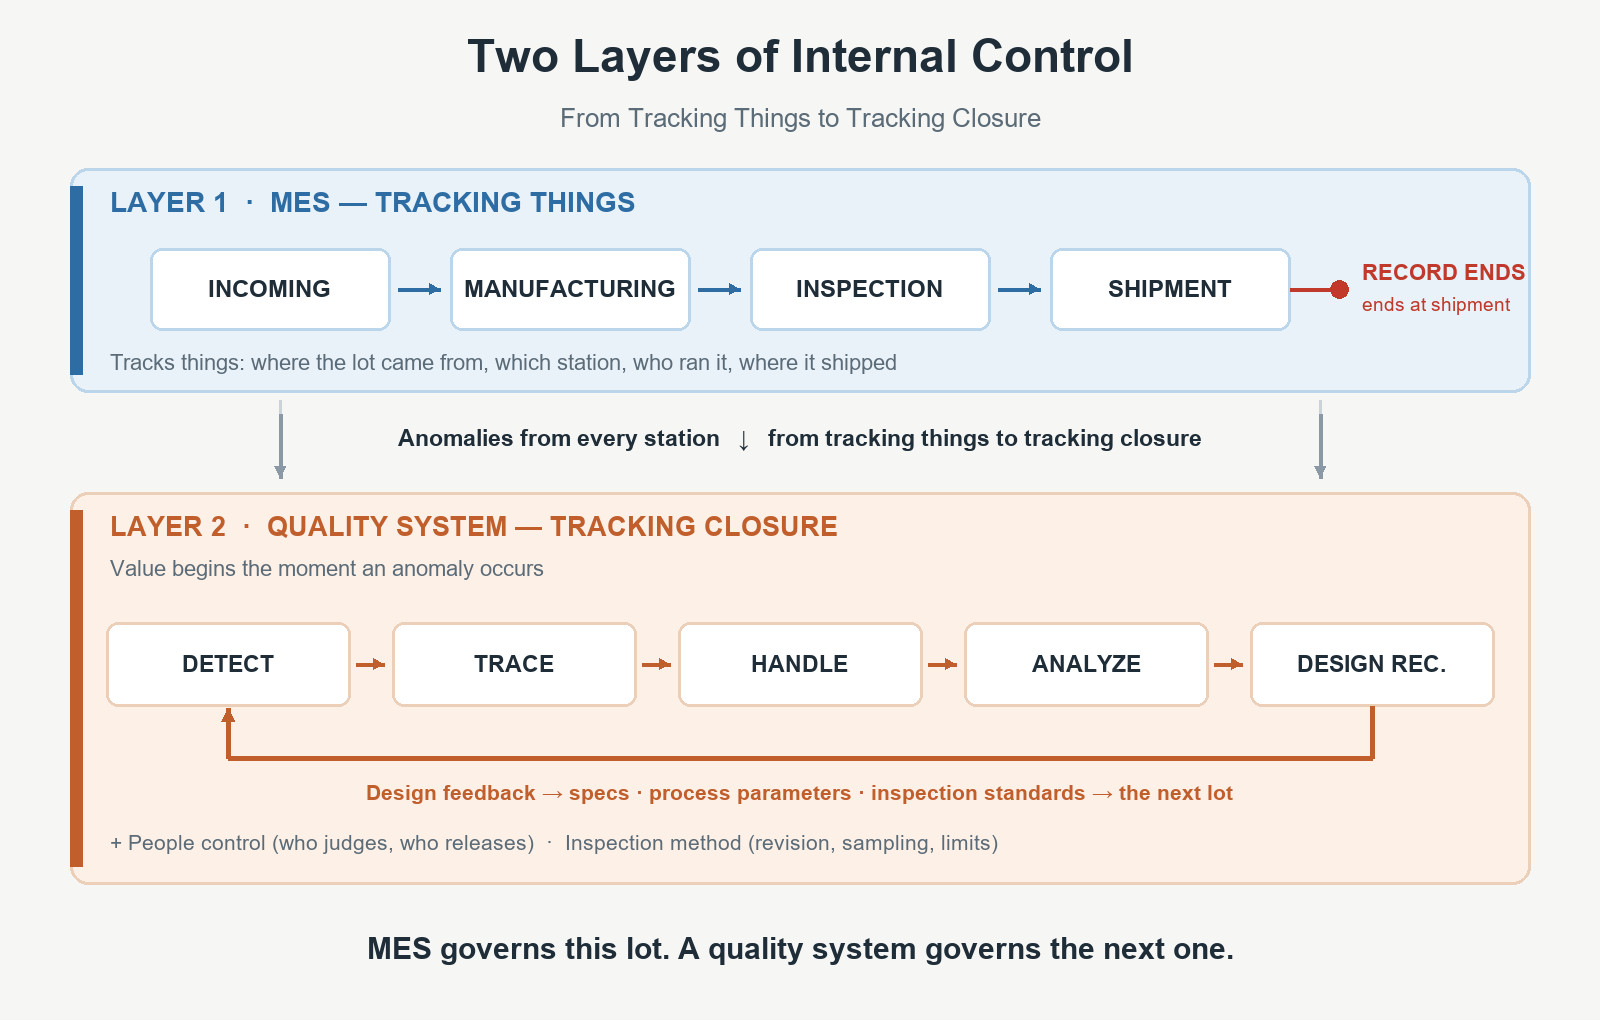 Two Layers of Internal Control
From Tracking Things to Tracking Closure
LAYER 1 · MES — TRACKING THINGS
INCOMING
MANUFACTURING
INSPECTION
SHIPMENT
RECORD ENDS
ends at shipment
Tracks things: where the lot came from, which station, who ran it, where it shipped
Anomalies from every station ↓ from tracking things to tracking closure
LAYER 2 · QUALITY SYSTEM — TRACKING CLOSURE
Value begins the moment an anomaly occurs
DETECT
TRACE
HANDLE
ANALYZE
DESIGN REC.
Design feedback → specs · process parameters · inspection standards → the next lot
+ People control (who judges, who releases) · Inspection method (revision, sampling, limits)
MES governs this lot. A quality system governs the next one.